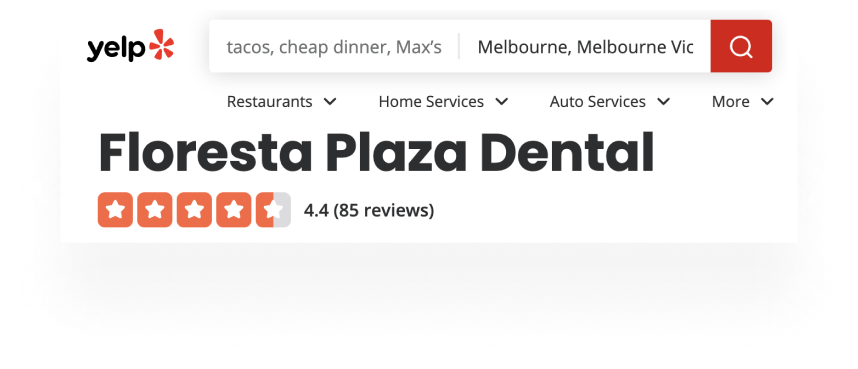 yelp tacos, cheap dinner, Max’s Melbourne, Melbourne Vic
Restaurants Home Services Auto Services More
Floresta Plaza Dental
4.4 (85 reviews)